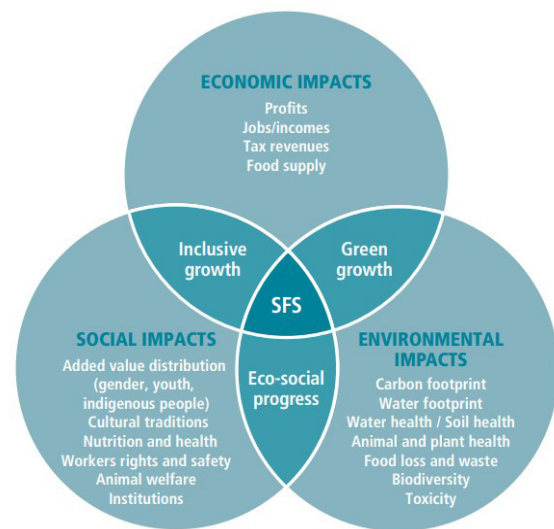 ECONOMIC IMPACTS
Profits
Jobs/incomes
Tax revenues
Food supply
Inclusive
growth
Green
growth
SFS
SOCIAL IMPACTS
Added value distribution
(gender, youth,
indigenous people)
Cultural traditions
Nutrition and health
Workers rights and safety
Animal welfare
Institutions
Eco-social
progress
ENVIRONMENTAL
IMPACTS
Carbon footprint
Water footprint
Water health / Soil health
Animal and plant health
Food loss and waste
Biodiversity
Toxicity